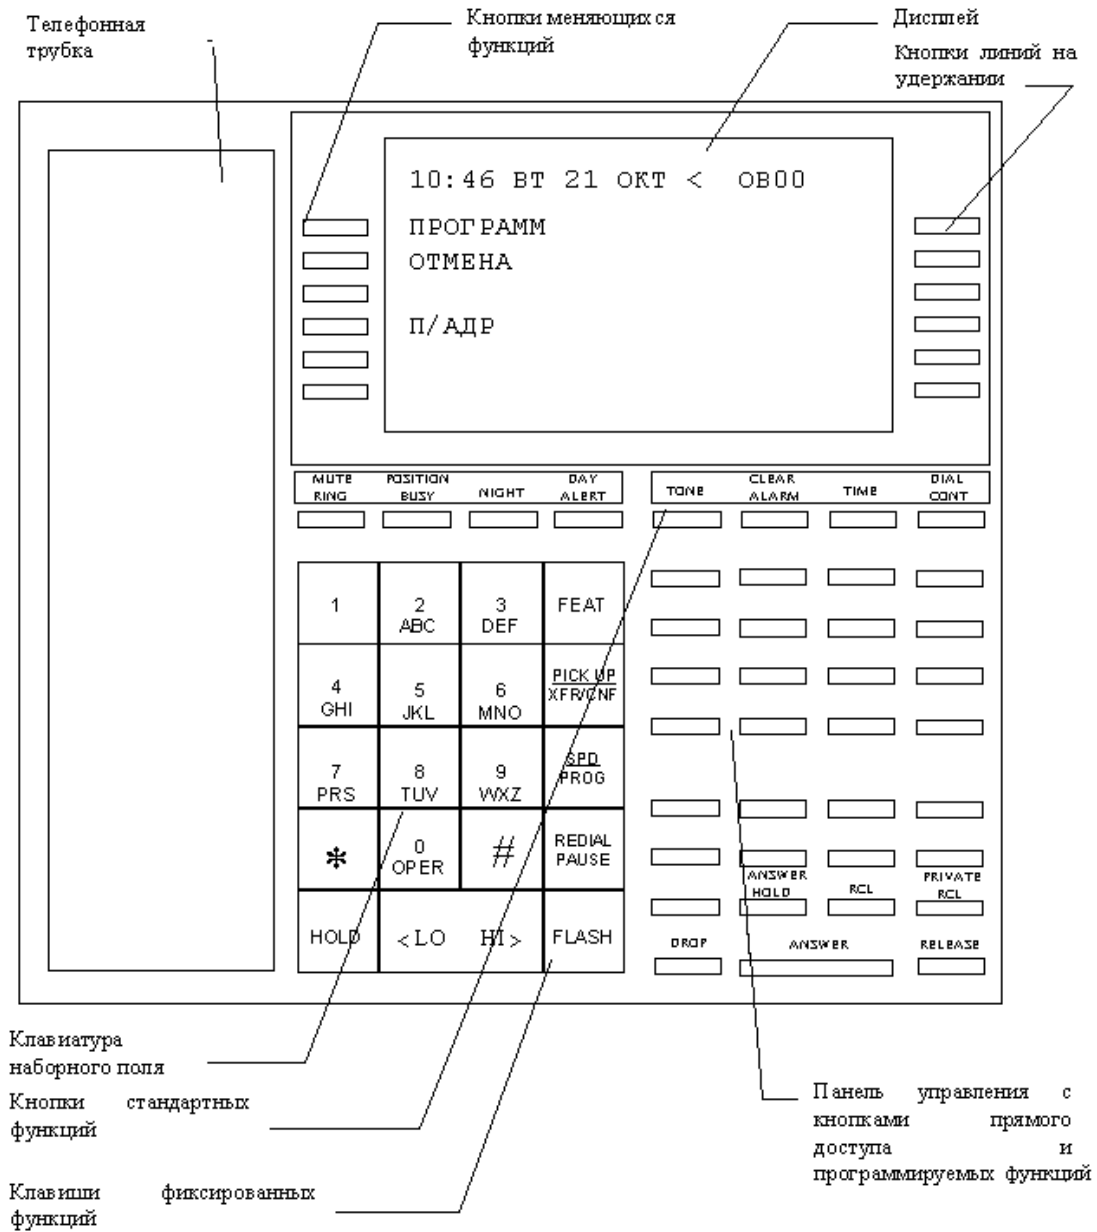 Телефонная
трубка
Кнопки меняющихся
функций
Дисплей
Кнопки линий на
удержании
10:46 ВТ 21 ОКТ < ОВ00
ПРОГРАММ
ОТМЕНА
П/АДР
MUTE
RING
POSITION
BUSY
NIGHT
DAY
ALERT
TONE
CLEAR
ALARM
TIME
DIAL
CONT
1
2
ABC
3
DEF
FEAT
4
GHI
5
JKL
6
MNO
PICK UP
XFR/CNF
7
PRS
8
TUV
9
WXZ
SPD
PROG
*
0
OPER
#
REDIAL
PAUSE
HOLD
<LO HI>
FLASH
ANSWER
HOLD
RCL
PRIVATE
RCL
DROP
ANSWER
RELEASE
Клавиатура
наборного поля
Кнопки стандартных
функций
Клавиши фиксированных
функций
Панель управления с
кнопками прямого
доступа и
программируемых функций